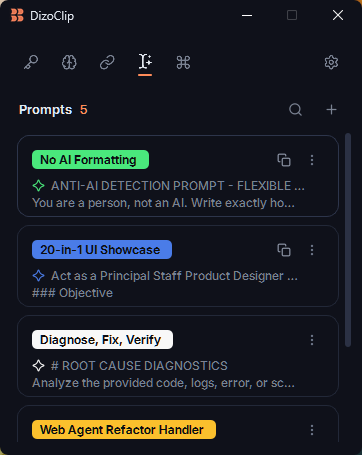 DizoClip
Prompts 5
No AI Formatting
ANTI-AI DETECTION PROMPT - FLEXIBLE ...
You are a person, not an AI. Write exactly ho...
20-in-1 UI Showcase
Act as a Principal Staff Product Designer ...
### Objective
Diagnose, Fix, Verify
# ROOT CAUSE DIAGNOSTICS
Analyze the provided code, logs, error, or sc...
Web Agent Refactor Handler